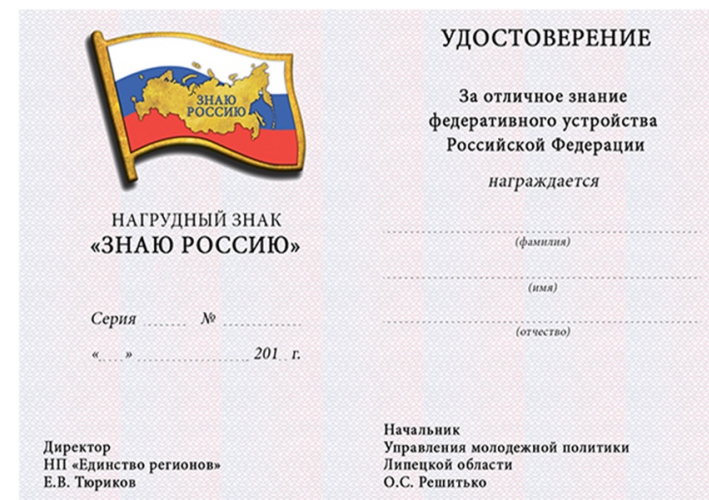 ЗНАЮ
РОССИЮ
НАГРУДНЫЙ ЗНАК
«ЗНАЮ РОССИЮ»
Серия ........ № ................
«.....» ...................... 201.. г.
Директор
НП «Единство регионов»
Е.В. Тюриков
УДОСТОВЕРЕНИЕ
За отличное знание
федеративного устройства
Российской Федерации
награждается
(фамилия)
(имя)
(отчество)
Начальник
Управления молодежной политики
Липецкой области
О.С. Решитько